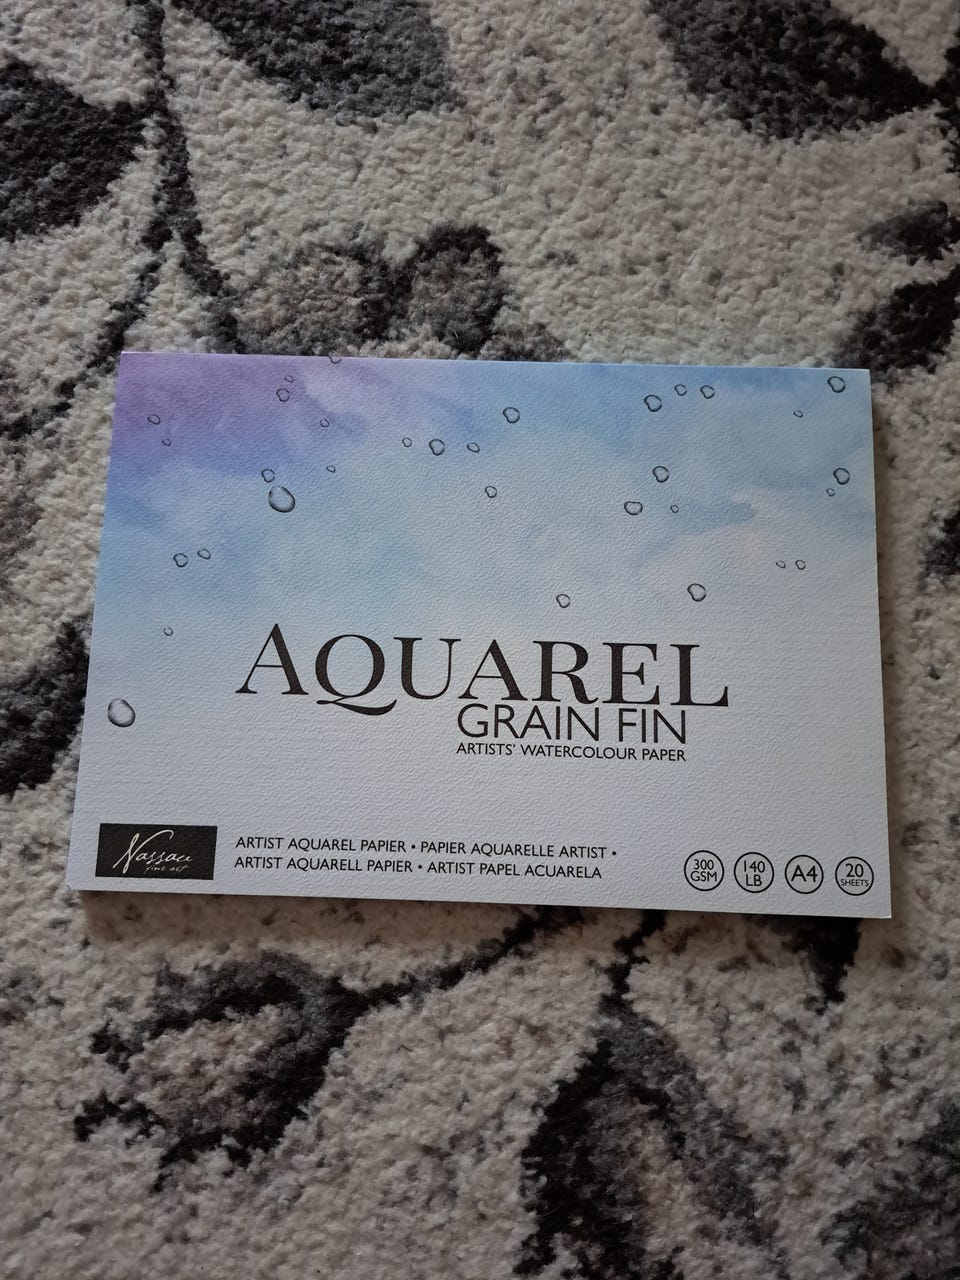 AQUAREL
GRAIN FIN
ARTISTS' WATERCOLOUR PAPER
Nassau
fine art
ARTIST AQUAREL PAPIER • PAPIER AQUARELLE ARTIST •
ARTIST AQUARELL PAPIER • ARTIST PAPEL ACUARELA
300
GSM
140
LB
A4
20
SHEETS